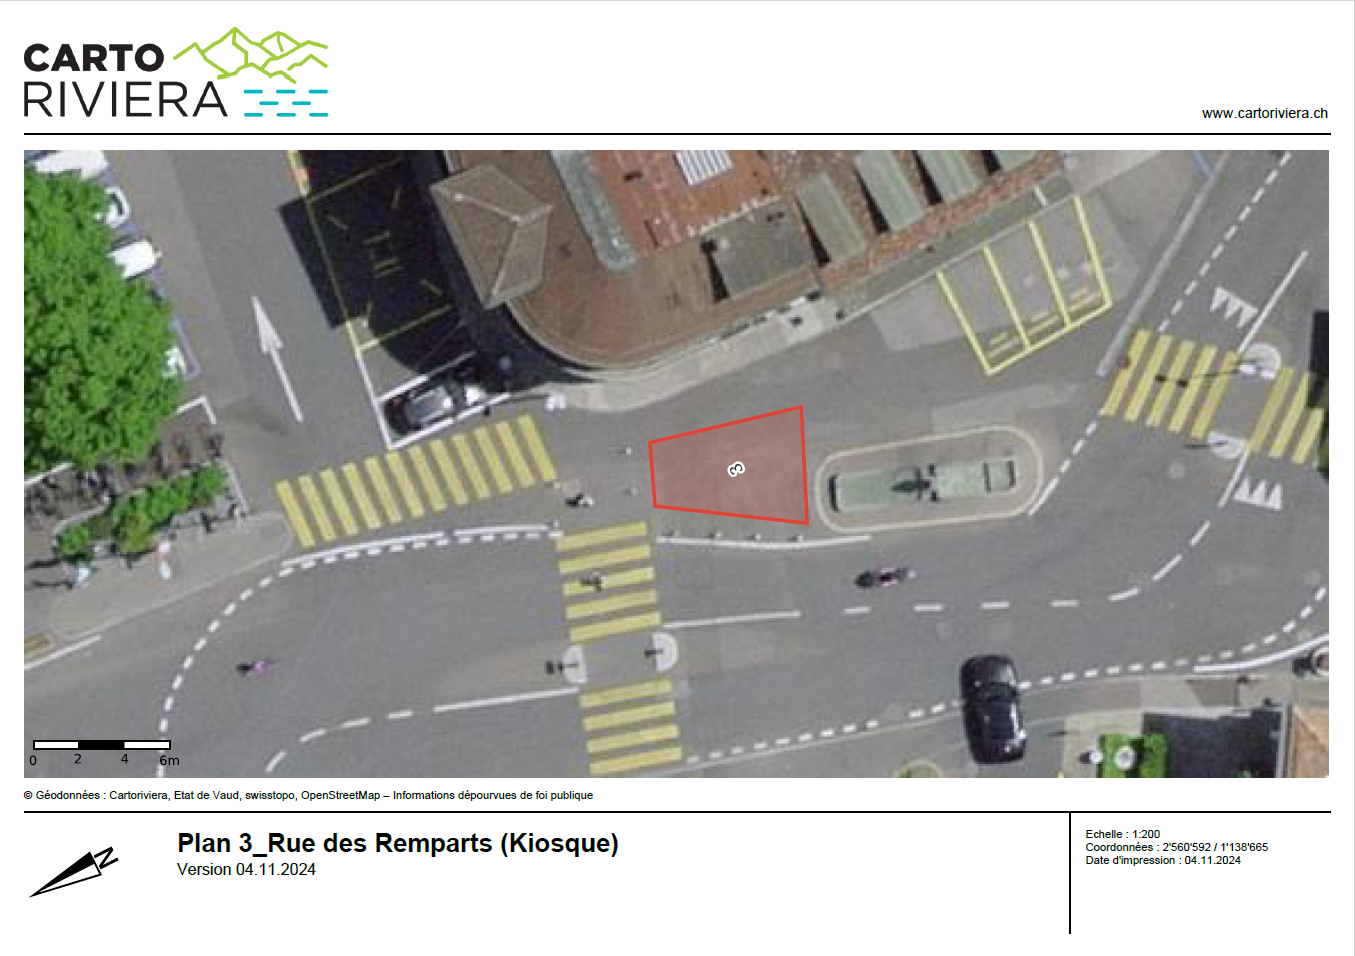 CARTO
RIVIERA
www.cartoriviera.ch
3
0 2 4 6m
© Géodonnées : Cartoriviera, Etat de Vaud, swisstopo, OpenStreetMap – Informations dépourvues de foi publique
N
Plan 3_Rue des Remparts (Kiosque)
Version 04.11.2024
Echelle : 1:200
Coordonnées : 2'560'592 / 1'138'665
Date d'impression : 04.11.2024